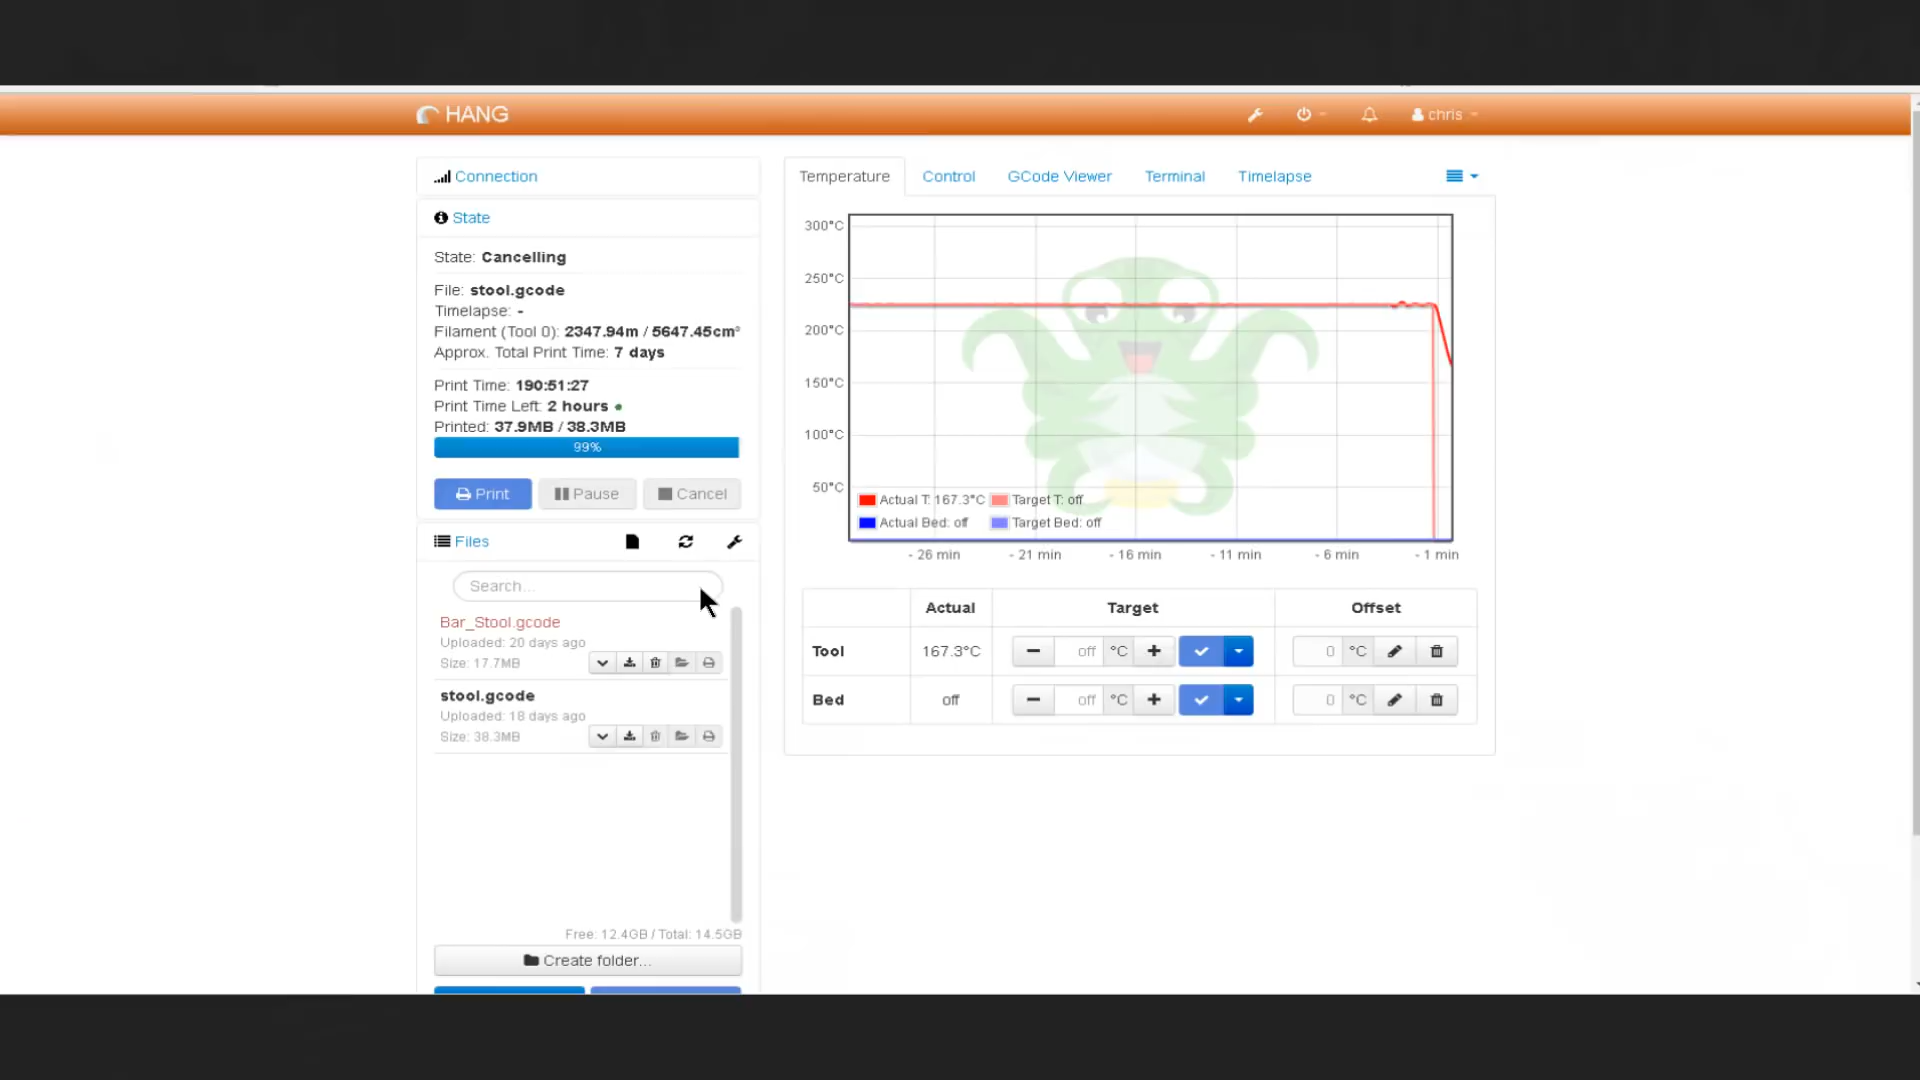 HANG
chris
Connection
State
State: Cancelling
File: stool.gcode
Timelapse: -
Filament (Tool 0): 2347.94m / 5647.45cm³
Approx. Total Print Time: 7 days
Print Time: 190:51:27
Print Time Left: 2 hours
Printed: 37.9MB / 38.3MB
99%
Print Pause Cancel
Files
Search...
Bar_Stool.gcode
Uploaded: 20 days ago
Size: 17.7MB
stool.gcode
Uploaded: 18 days ago
Size: 38.3MB
Free: 12.4GB / Total: 14.5GB
Create folder...
Temperature Control GCode Viewer Terminal Timelapse
300°C
250°C
200°C
150°C
100°C
50°C
Actual T: 167.3°C Target T: off
Actual Bed: off Target Bed: off
- 26 min - 21 min - 16 min - 11 min - 6 min - 1 min
Actual Target Offset
Tool 167.3°C off °C 0 °C
Bed off off °C 0 °C